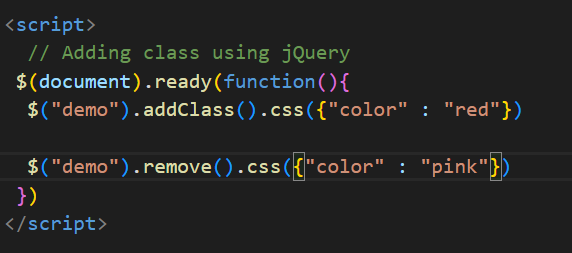 <script>
// Adding class using jQuery
$(document).ready(function(){
$("demo").addClass().css({"color" : "red"})
$("demo").remove().css({"color" : "pink"})
})
</script>